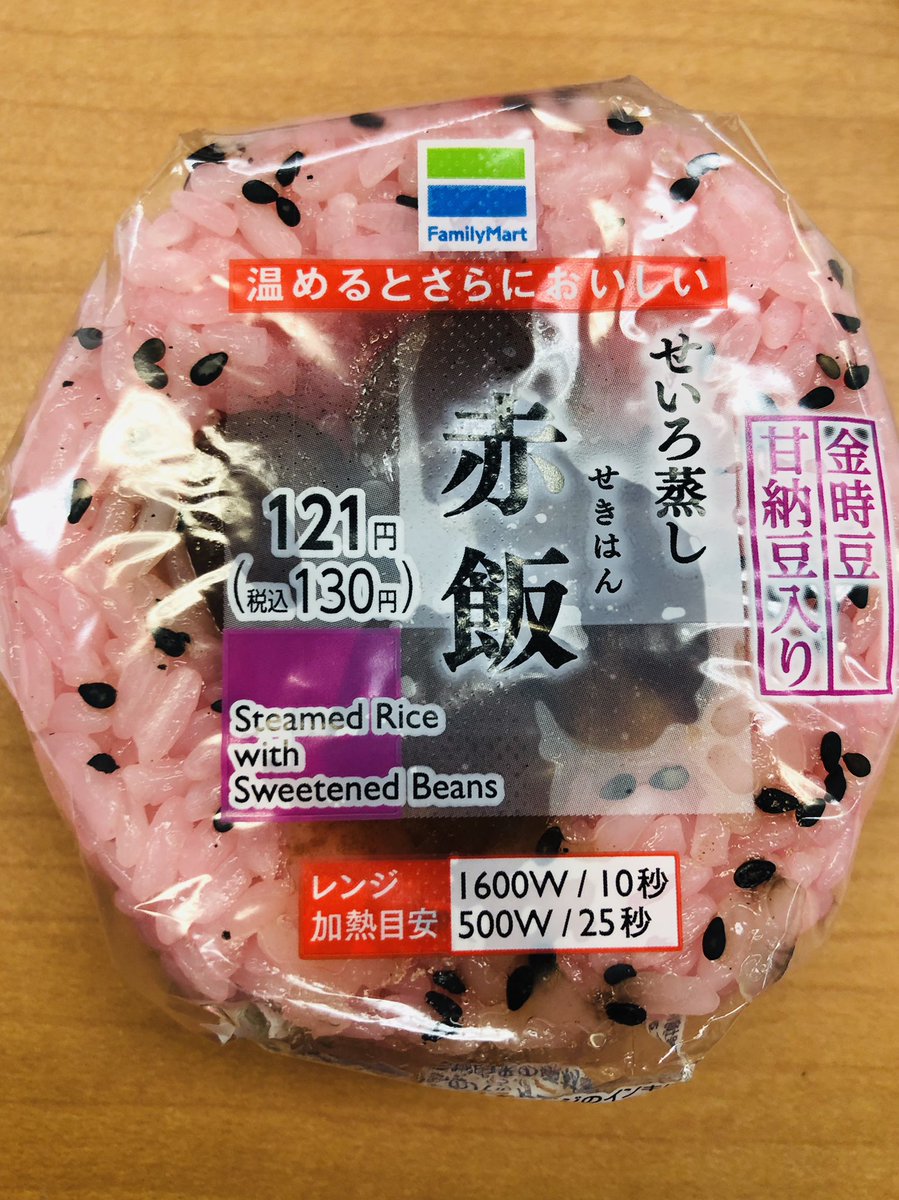 FamilyMart
温めるとさらにおいしい
せいろ蒸し
せきはん
赤飯
金時豆
甘納豆入り
121円
(税込130円)
Steamed Rice
with
Sweetened Beans
レンジ
加熱目安
1600W / 10秒
500W / 25秒